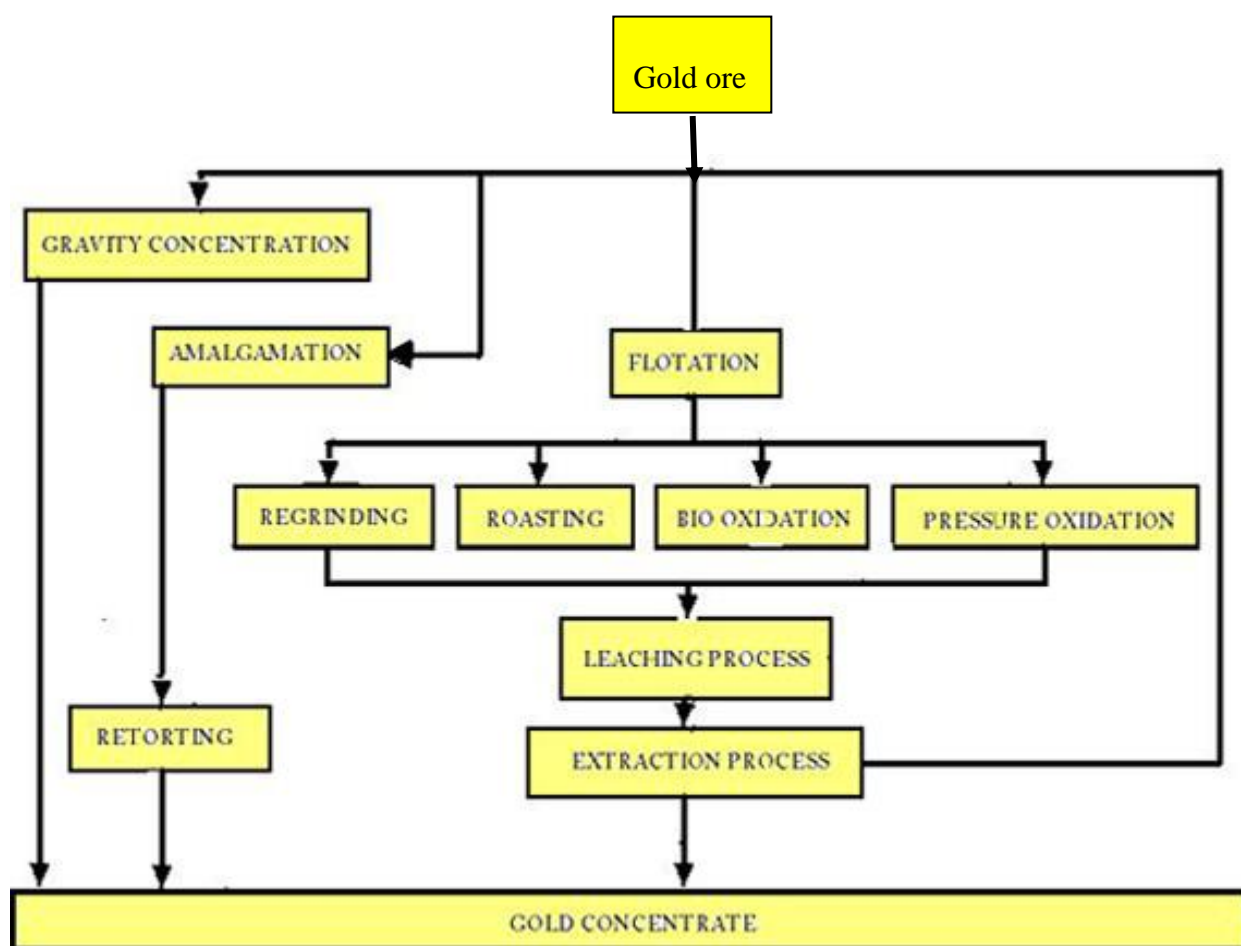 Gold ore
GRAVITY CONCENTRATION
AMALGAMATION
FLOTATION
REGRINDING
ROASTING
BIO OXIDATION
PRESSURE OXIDATION
LEACHING PROCESS
RETORTING
EXTRACTION PROCESS
GOLD CONCENTRATE